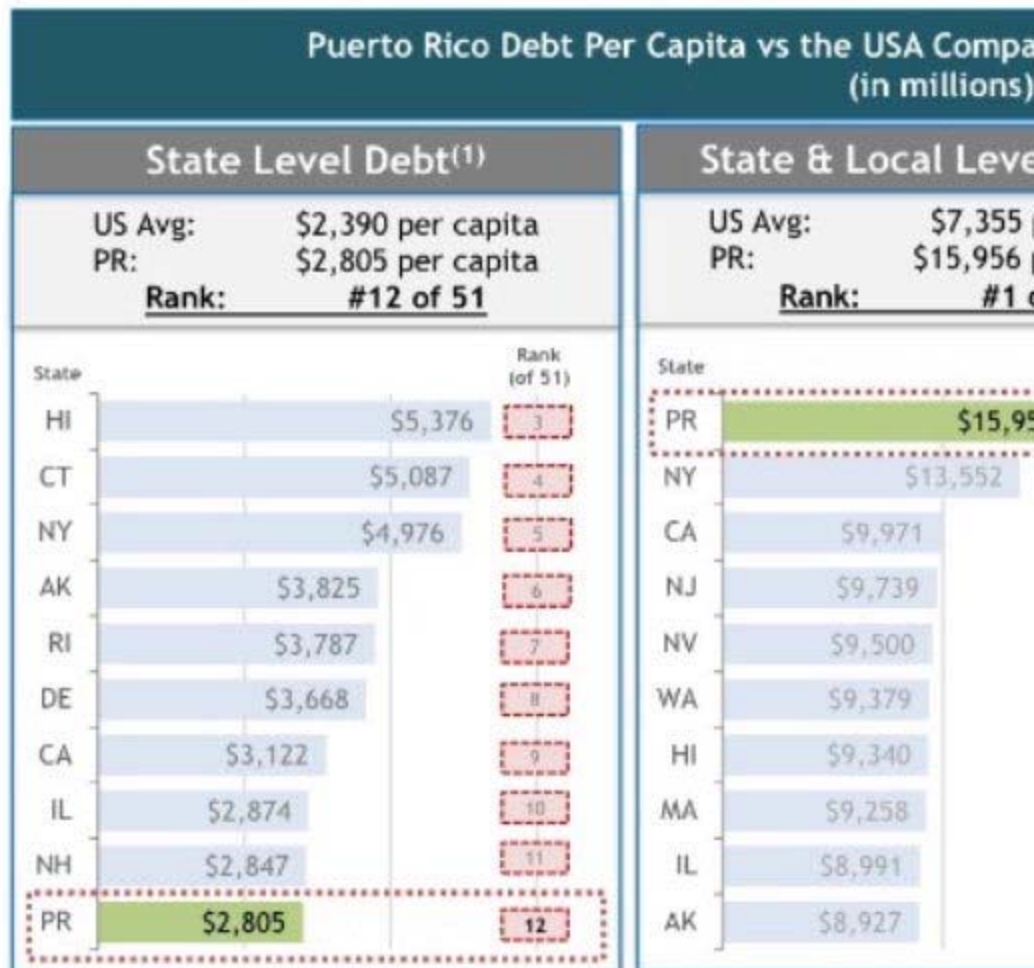 Puerto Rico Debt Per Capita vs the USA Compa
(in millions)
State Level Debt(1)
US Avg: $2,390 per capita
PR: $2,805 per capita
Rank: #12 of 51
State Rank
(of 51)
HI $5,376 3
CT $5,087 4
NY $4,976 5
AK $3,825 6
RI $3,787 7
DE $3,668 8
CA $3,122 9
IL $2,874 10
NH $2,847 11
PR $2,805 12
State & Local Leve
US Avg: $7,355 p
PR: $15,956 p
Rank: #1 o
State
PR $15,95
NY $13,552
CA $9,971
NJ $9,739
NV $9,500
WA $9,379
HI $9,340
MA $9,258
IL $8,991
AK $8,927